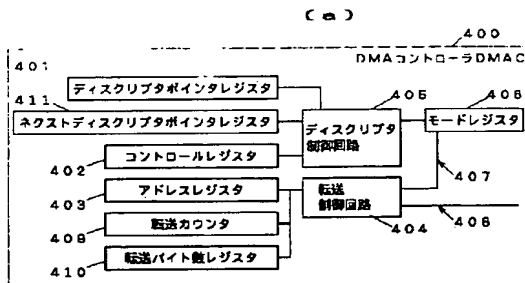 (a)
400
DMAコントローラDMAC
401
ディスクリプタポインタレジスタ
411
405
406
ネクストディスクリプタポインタレジスタ
ディスクリプタ
制御回路
モードレジスタ
コントロールレジスタ
402
407
アドレスレジスタ
転送
制御回路
403
408
転送カウンタ
409
404
転送バイト数レジスタ
410